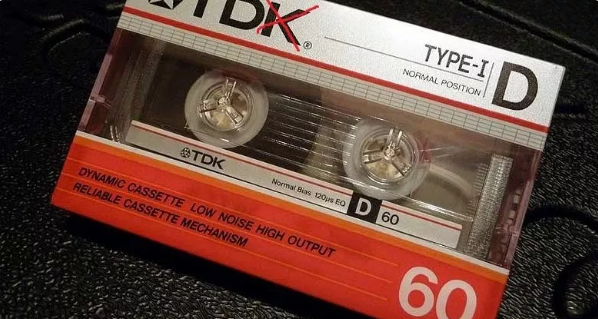 TDK®
TYPE-I D
NORMAL POSITION
TDK
Normal Bias 120μs EQ D 60
DYNAMIC CASSETTE LOW NOISE HIGH OUTPUT
RELIABLE CASSETTE MECHANISM
60